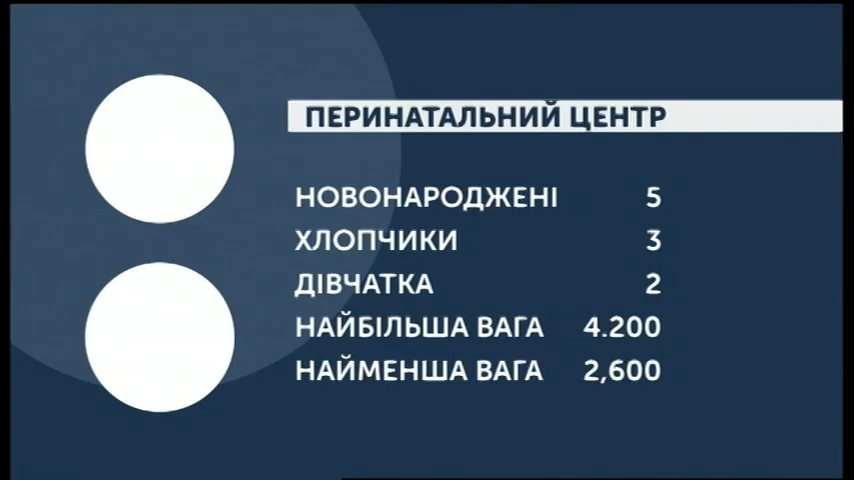 ПЕРИНАТАЛЬНИЙ ЦЕНТР
НОВОНАРОДЖЕНІ 5
ХЛОПЧИКИ 3
ДІВЧАТКА 2
НАЙБІЛЬША ВАГА 4.200
НАЙМЕНША ВАГА 2,600